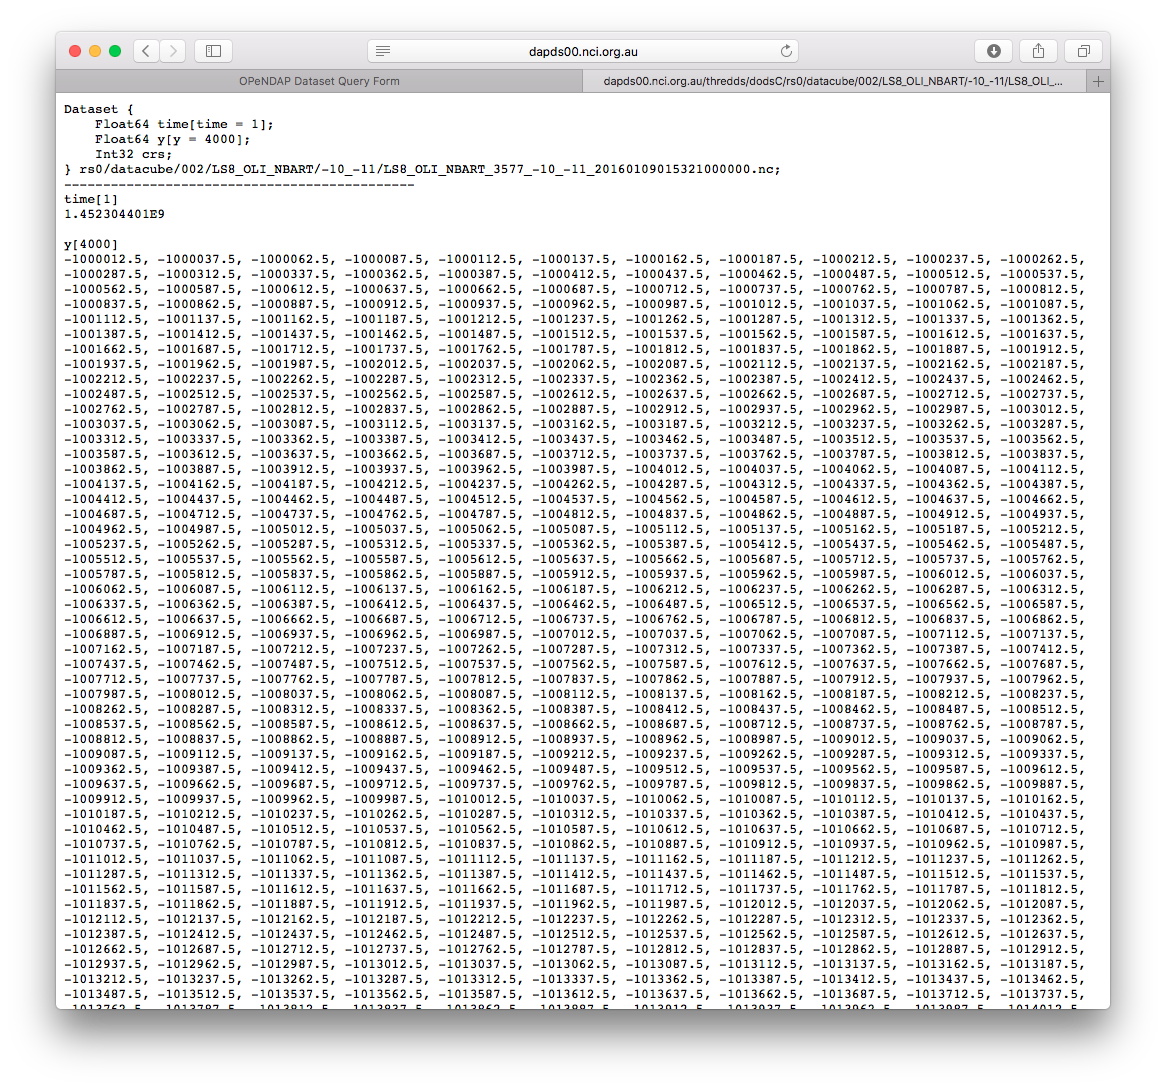 dapds00.nci.org.au
OPeNDAP Dataset Query Form
dapds00.nci.org.au/thredds/dodsC/rs0/datacube/002/LS8_OLI_NBART/-10_-11/LS8_OLI_...
Dataset {
Float64 time[time = 1];
Float64 y[y = 4000];
Int32 crs;
} rs0/datacube/002/LS8_OLI_NBART/-10_-11/LS8_OLI_NBART_3577_-10_-11_20160109015321000000.nc;
---------------------------------------------
time[1]
1.452304401E9
y[4000]
-1000012.5, -1000037.5, -1000062.5, -1000087.5, -1000112.5, -1000137.5, -1000162.5, -1000187.5, -1000212.5, -1000237.5, -1000262.5,
-1000287.5, -1000312.5, -1000337.5, -1000362.5, -1000387.5, -1000412.5, -1000437.5, -1000462.5, -1000487.5, -1000512.5, -1000537.5,
-1000562.5, -1000587.5, -1000612.5, -1000637.5, -1000662.5, -1000687.5, -1000712.5, -1000737.5, -1000762.5, -1000787.5, -1000812.5,
-1000837.5, -1000862.5, -1000887.5, -1000912.5, -1000937.5, -1000962.5, -1000987.5, -1001012.5, -1001037.5, -1001062.5, -1001087.5,
-1001112.5, -1001137.5, -1001162.5, -1001187.5, -1001212.5, -1001237.5, -1001262.5, -1001287.5, -1001312.5, -1001337.5, -1001362.5,
-1001387.5, -1001412.5, -1001437.5, -1001462.5, -1001487.5, -1001512.5, -1001537.5, -1001562.5, -1001587.5, -1001612.5, -1001637.5,
-1001662.5, -1001687.5, -1001712.5, -1001737.5, -1001762.5, -1001787.5, -1001812.5, -1001837.5, -1001862.5, -1001887.5, -1001912.5,
-1001937.5, -1001962.5, -1001987.5, -1002012.5, -1002037.5, -1002062.5, -1002087.5, -1002112.5, -1002137.5, -1002162.5, -1002187.5,
-1002212.5, -1002237.5, -1002262.5, -1002287.5, -1002312.5, -1002337.5, -1002362.5, -1002387.5, -1002412.5, -1002437.5, -1002462.5,
-1002487.5, -1002512.5, -1002537.5, -1002562.5, -1002587.5, -1002612.5, -1002637.5, -1002662.5, -1002687.5, -1002712.5, -1002737.5,
-1002762.5, -1002787.5, -1002812.5, -1002837.5, -1002862.5, -1002887.5, -1002912.5, -1002937.5, -1002962.5, -1002987.5, -1003012.5,
-1003037.5, -1003062.5, -1003087.5, -1003112.5, -1003137.5, -1003162.5, -1003187.5, -1003212.5, -1003237.5, -1003262.5, -1003287.5,
-1003312.5, -1003337.5, -1003362.5, -1003387.5, -1003412.5, -1003437.5, -1003462.5, -1003487.5, -1003512.5, -1003537.5, -1003562.5,
-1003587.5, -1003612.5, -1003637.5, -1003662.5, -1003687.5, -1003712.5, -1003737.5, -1003762.5, -1003787.5, -1003812.5, -1003837.5,
-1003862.5, -1003887.5, -1003912.5, -1003937.5, -1003962.5, -1003987.5, -1004012.5, -1004037.5, -1004062.5, -1004087.5, -1004112.5,
-1004137.5, -1004162.5, -1004187.5, -1004212.5, -1004237.5, -1004262.5, -1004287.5, -1004312.5, -1004337.5, -1004362.5, -1004387.5,
-1004412.5, -1004437.5, -1004462.5, -1004487.5, -1004512.5, -1004537.5, -1004562.5, -1004587.5, -1004612.5, -1004637.5, -1004662.5,
-1004687.5, -1004712.5, -1004737.5, -1004762.5, -1004787.5, -1004812.5, -1004837.5, -1004862.5, -1004887.5, -1004912.5, -1004937.5,
-1004962.5, -1004987.5, -1005012.5, -1005037.5, -1005062.5, -1005087.5, -1005112.5, -1005137.5, -1005162.5, -1005187.5, -1005212.5,
-1005237.5, -1005262.5, -1005287.5, -1005312.5, -1005337.5, -1005362.5, -1005387.5, -1005412.5, -1005437.5, -1005462.5, -1005487.5,
-1005512.5, -1005537.5, -1005562.5, -1005587.5, -1005612.5, -1005637.5, -1005662.5, -1005687.5, -1005712.5, -1005737.5, -1005762.5,
-1005787.5, -1005812.5, -1005837.5, -1005862.5, -1005887.5, -1005912.5, -1005937.5, -1005962.5, -1005987.5, -1006012.5, -1006037.5,
-1006062.5, -1006087.5, -1006112.5, -1006137.5, -1006162.5, -1006187.5, -1006212.5, -1006237.5, -1006262.5, -1006287.5, -1006312.5,
-1006337.5, -1006362.5, -1006387.5, -1006412.5, -1006437.5, -1006462.5, -1006487.5, -1006512.5, -1006537.5, -1006562.5, -1006587.5,
-1006612.5, -1006637.5, -1006662.5, -1006687.5, -1006712.5, -1006737.5, -1006762.5, -1006787.5, -1006812.5, -1006837.5, -1006862.5,
-1006887.5, -1006912.5, -1006937.5, -1006962.5, -1006987.5, -1007012.5, -1007037.5, -1007062.5, -1007087.5, -1007112.5, -1007137.5,
-1007162.5, -1007187.5, -1007212.5, -1007237.5, -1007262.5, -1007287.5, -1007312.5, -1007337.5, -1007362.5, -1007387.5, -1007412.5,
-1007437.5, -1007462.5, -1007487.5, -1007512.5, -1007537.5, -1007562.5, -1007587.5, -1007612.5, -1007637.5, -1007662.5, -1007687.5,
-1007712.5, -1007737.5, -1007762.5, -1007787.5, -1007812.5, -1007837.5, -1007862.5, -1007887.5, -1007912.5, -1007937.5, -1007962.5,
-1007987.5, -1008012.5, -1008037.5, -1008062.5, -1008087.5, -1008112.5, -1008137.5, -1008162.5, -1008187.5, -1008212.5, -1008237.5,
-1008262.5, -1008287.5, -1008312.5, -1008337.5, -1008362.5, -1008387.5, -1008412.5, -1008437.5, -1008462.5, -1008487.5, -1008512.5,
-1008537.5, -1008562.5, -1008587.5, -1008612.5, -1008637.5, -1008662.5, -1008687.5, -1008712.5, -1008737.5, -1008762.5, -1008787.5,
-1008812.5, -1008837.5, -1008862.5, -1008887.5, -1008912.5, -1008937.5, -1008962.5, -1008987.5, -1009012.5, -1009037.5, -1009062.5,
-1009087.5, -1009112.5, -1009137.5, -1009162.5, -1009187.5, -1009212.5, -1009237.5, -1009262.5, -1009287.5, -1009312.5, -1009337.5,
-1009362.5, -1009387.5, -1009412.5, -1009437.5, -1009462.5, -1009487.5, -1009512.5, -1009537.5, -1009562.5, -1009587.5, -1009612.5,
-1009637.5, -1009662.5, -1009687.5, -1009712.5, -1009737.5, -1009762.5, -1009787.5, -1009812.5, -1009837.5, -1009862.5, -1009887.5,
-1009912.5, -1009937.5, -1009962.5, -1009987.5, -1010012.5, -1010037.5, -1010062.5, -1010087.5, -1010112.5, -1010137.5, -1010162.5,
-1010187.5, -1010212.5, -1010237.5, -1010262.5, -1010287.5, -1010312.5, -1010337.5, -1010362.5, -1010387.5, -1010412.5, -1010437.5,
-1010462.5, -1010487.5, -1010512.5, -1010537.5, -1010562.5, -1010587.5, -1010612.5, -1010637.5, -1010662.5, -1010687.5, -1010712.5,
-1010737.5, -1010762.5, -1010787.5, -1010812.5, -1010837.5, -1010862.5, -1010887.5, -1010912.5, -1010937.5, -1010962.5, -1010987.5,
-1011012.5, -1011037.5, -1011062.5, -1011087.5, -1011112.5, -1011137.5, -1011162.5, -1011187.5, -1011212.5, -1011237.5, -1011262.5,
-1011287.5, -1011312.5, -1011337.5, -1011362.5, -1011387.5, -1011412.5, -1011437.5, -1011462.5, -1011487.5, -1011512.5, -1011537.5,
-1011562.5, -1011587.5, -1011612.5, -1011637.5, -1011662.5, -1011687.5, -1011712.5, -1011737.5, -1011762.5, -1011787.5, -1011812.5,
-1011837.5, -1011862.5, -1011887.5, -1011912.5, -1011937.5, -1011962.5, -1011987.5, -1012012.5, -1012037.5, -1012062.5, -1012087.5,
-1012112.5, -1012137.5, -1012162.5, -1012187.5, -1012212.5, -1012237.5, -1012262.5, -1012287.5, -1012312.5, -1012337.5, -1012362.5,
-1012387.5, -1012412.5, -1012437.5, -1012462.5, -1012487.5, -1012512.5, -1012537.5, -1012562.5, -1012587.5, -1012612.5, -1012637.5,
-1012662.5, -1012687.5, -1012712.5, -1012737.5, -1012762.5, -1012787.5, -1012812.5, -1012837.5, -1012862.5, -1012887.5, -1012912.5,
-1012937.5, -1012962.5, -1012987.5, -1013012.5, -1013037.5, -1013062.5, -1013087.5, -1013112.5, -1013137.5, -1013162.5, -1013187.5,
-1013212.5, -1013237.5, -1013262.5, -1013287.5, -1013312.5, -1013337.5, -1013362.5, -1013387.5, -1013412.5, -1013437.5, -1013462.5,
-1013487.5, -1013512.5, -1013537.5, -1013562.5, -1013587.5, -1013612.5, -1013637.5, -1013662.5, -1013687.5, -1013712.5, -1013737.5,